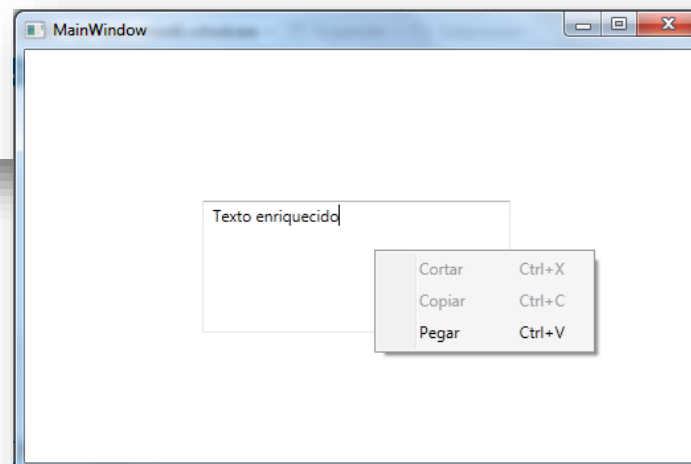 MainWindow
Texto enriquecido
Cortar Ctrl+X
Copiar Ctrl+C
Pegar Ctrl+V